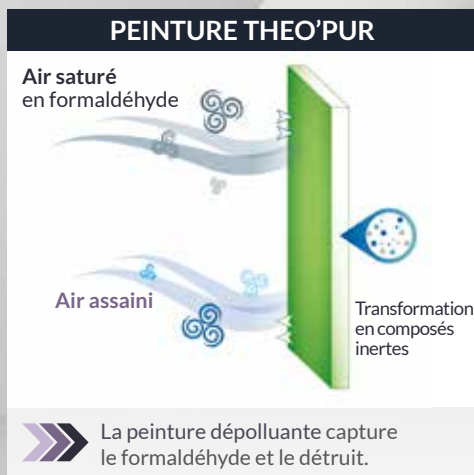 PEINTURE THEO'PUR
Air saturé
en formaldéhyde
Air assaini
Transformation
en composés
inertes
La peinture dépolluante capture
le formaldéhyde et le détruit.